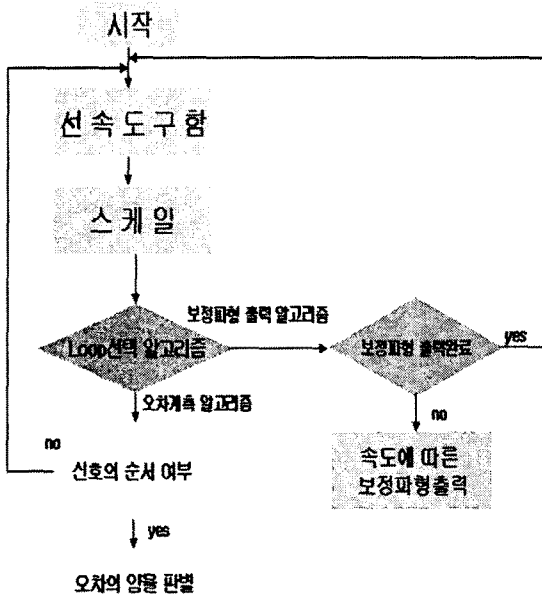 시작
선 속 도 구 함
스 케 일
보정파형 출력 알고리즘
Loop선택 알고리즘
보정파형 출력완료
yes
오차계측 알고리즘
no
no
신호의 순서 여부
속도에 따른
보정파형출력
yes
오차의 양을 판별